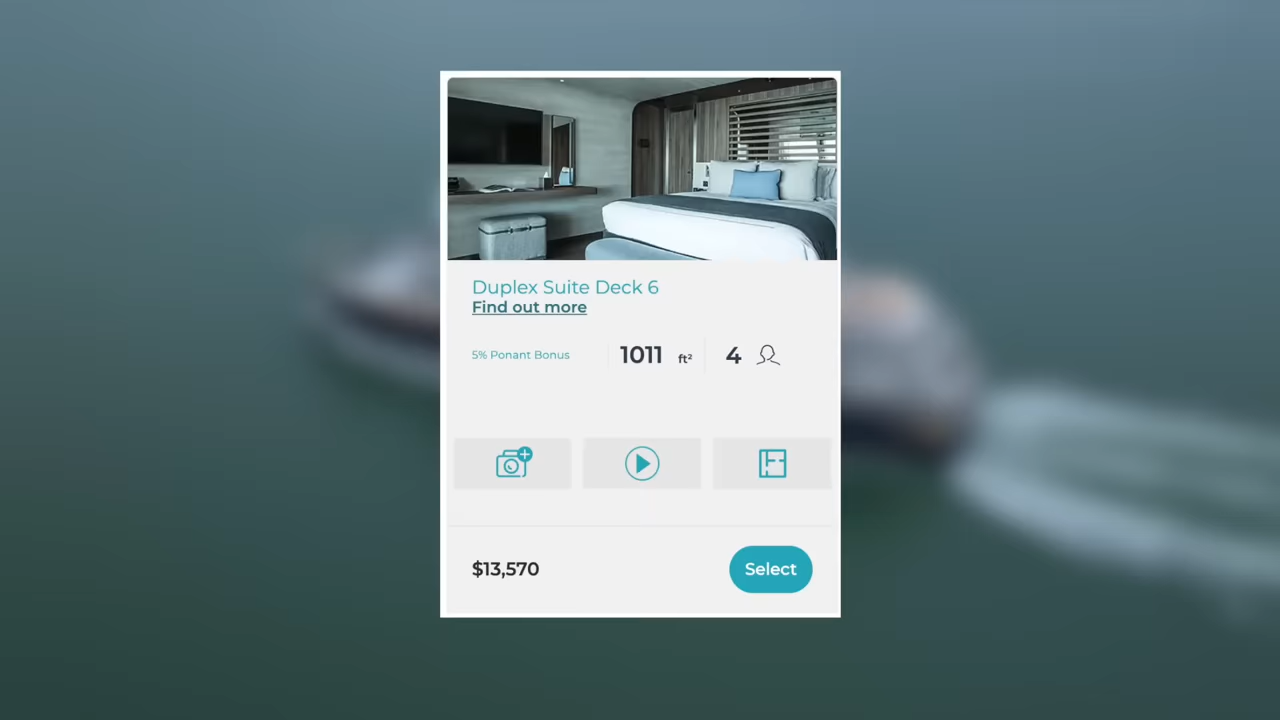 Duplex Suite Deck 6
Find out more
5% Ponant Bonus
1011 ft²
4
$13,570
Select